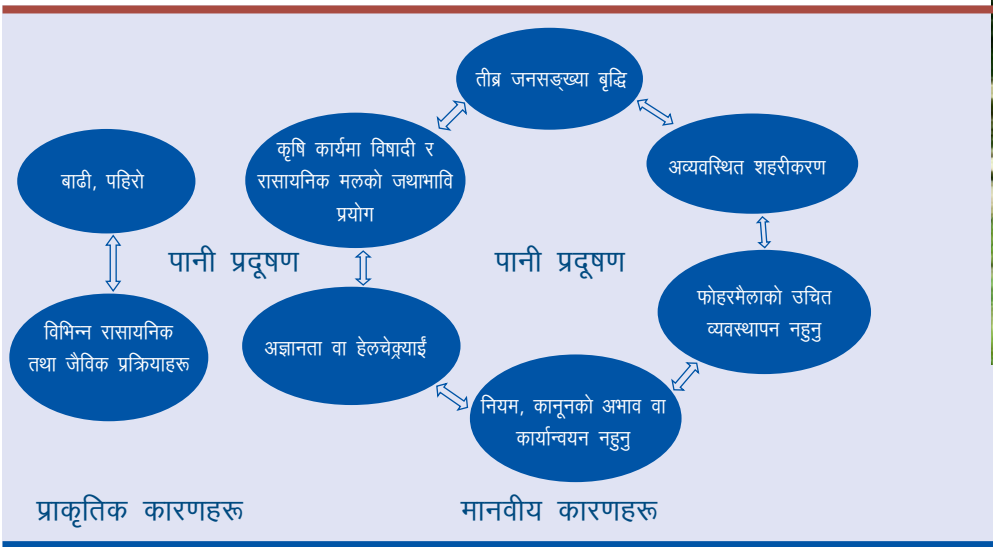 तीब्र जनसङ्ख्या बृद्धि
कृषि कार्यमा विषादी र
रासायनिक मलको जथाभावि
प्रयोग
अव्यवस्थित शहरीकरण
बाढी, पहिरो
पानी प्रदूषण
पानी प्रदूषण
फोहरमैलाको उचित
व्यवस्थापन नहुनु
विभिन्न रासायनिक
तथा जैविक प्रक्रियाहरू
अज्ञानता वा हेलचेक्र्याईं
नियम, कानूनको अभाव वा
कार्यान्वयन नहुनु
प्राकृतिक कारणहरू
मानवीय कारणहरू